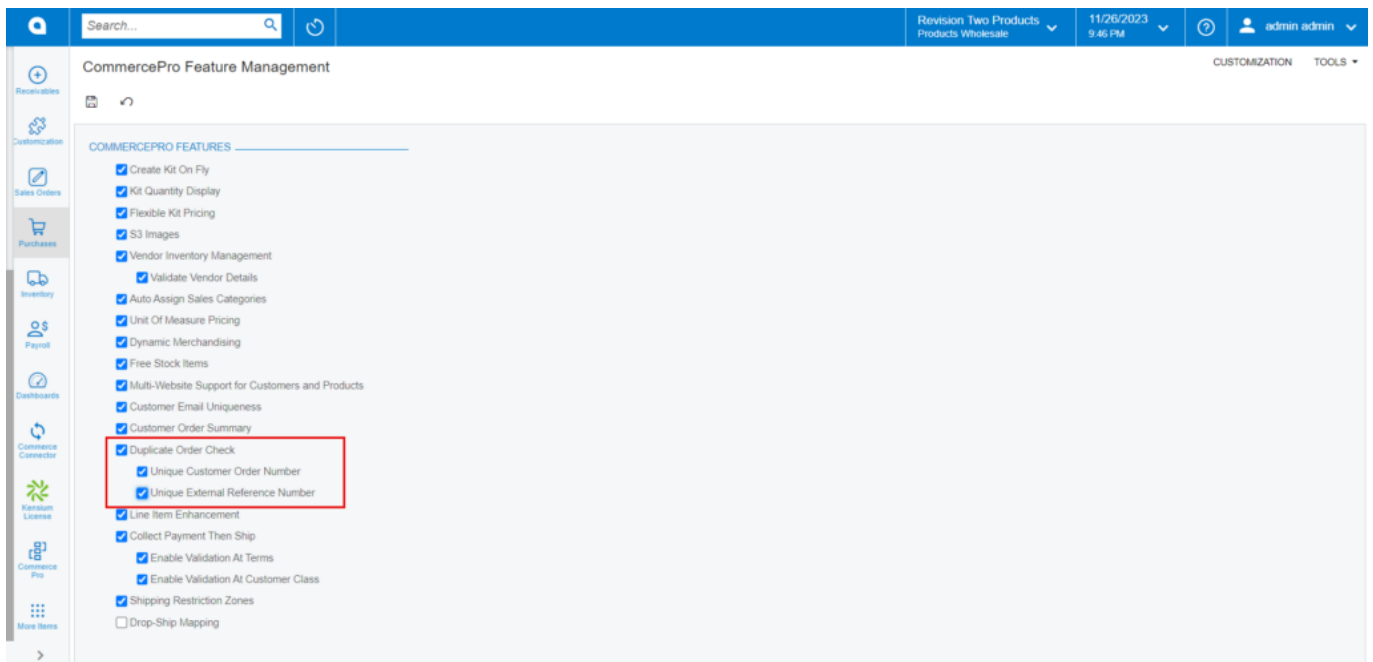 Search...
Revision Two Products
Products Wholesale
11/26/2023
9:46 PM
admin admin
CommercePro Feature Management
CUSTOMIZATION TOOLS
Receivables
Customization
Sales Orders
Purchases
Inventory
Payroll
Dashboards
Commerce
Connector
Kensium
License
Commerce
Pro
More Items
COMMERCEPRO FEATURES
Create Kit On Fly
Kit Quantity Display
Flexible Kit Pricing
S3 Images
Vendor Inventory Management
Validate Vendor Details
Auto Assign Sales Categories
Unit Of Measure Pricing
Dynamic Merchandising
Free Stock Items
Multi-Website Support for Customers and Products
Customer Email Uniqueness
Customer Order Summary
Duplicate Order Check
Unique Customer Order Number
Unique External Reference Number
Line Item Enhancement
Collect Payment Then Ship
Enable Validation At Terms
Enable Validation At Customer Class
Shipping Restriction Zones
Drop-Ship Mapping